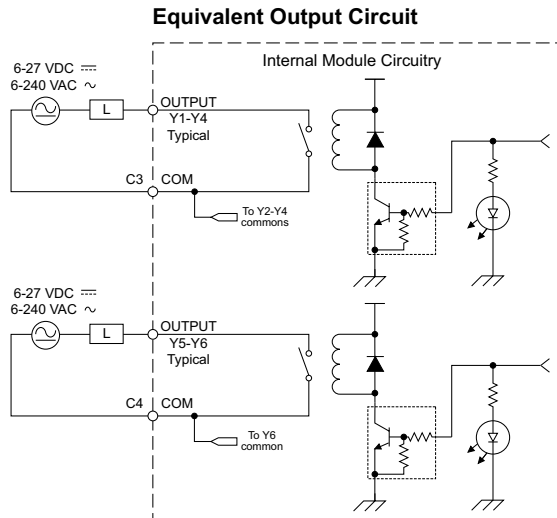 Equivalent Output Circuit
6-27 VDC
6-240 VAC ~
Internal Module Circuitry
L
OUTPUT
Y1-Y4
Typical
C3
COM
To Y2-Y4
commons
6-27 VDC
6-240 VAC ~
L
OUTPUT
Y5-Y6
Typical
C4
COM
To Y6
common